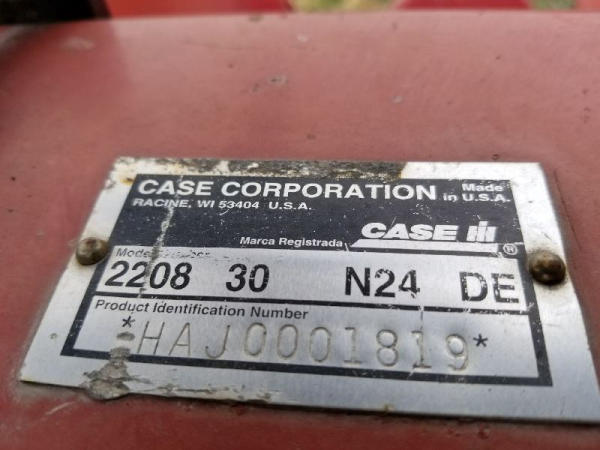 CASE CORPORATION
Made in U.S.A.
RACINE, WI 53404 U.S.A.
Marca Registrada
CASE IH ®
2208 30 N24 DE
Product Identification Number
*HAJ0001819*